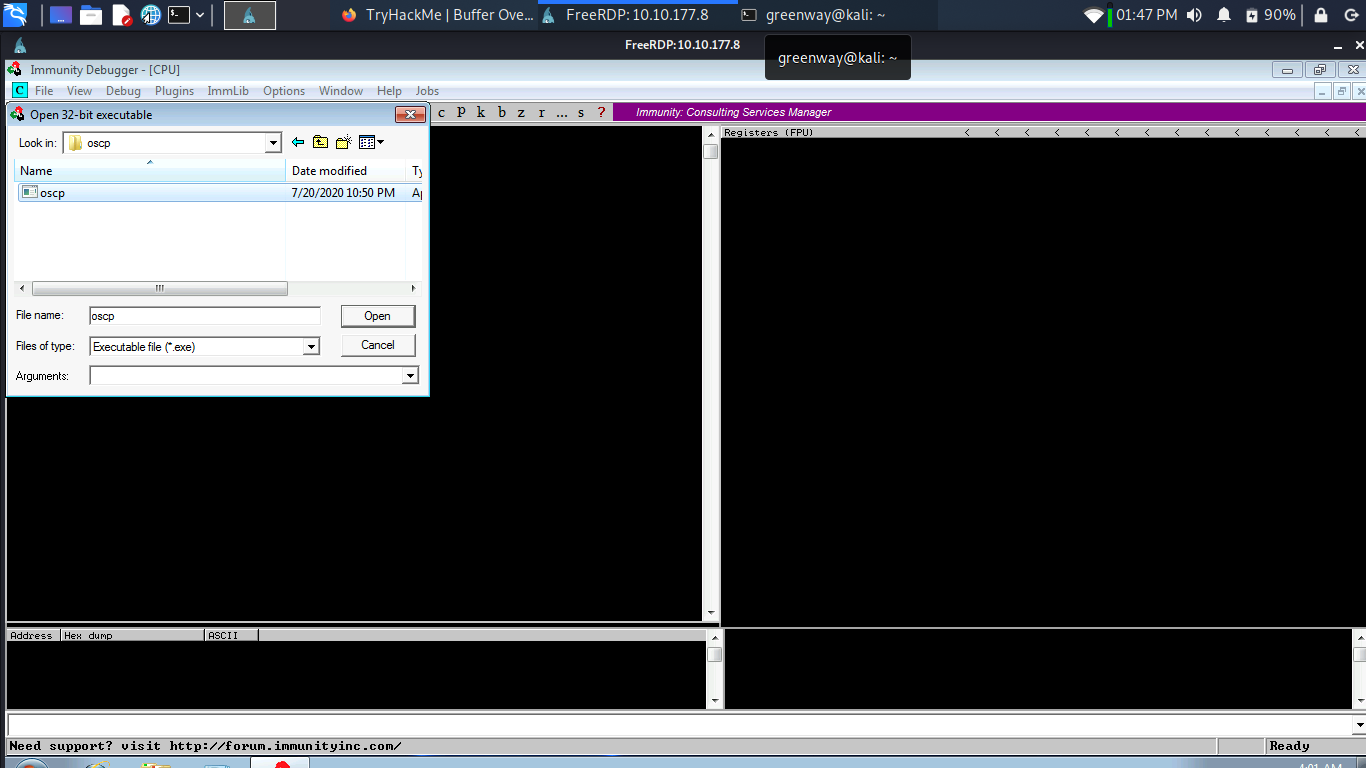 TryHackMe | Buffer Ove... FreeRDP: 10.10.177.8 greenway@kali: ~ 01:47 PM 90%
FreeRDP: 10.10.177.8
greenway@kali: ~
Immunity Debugger - [CPU]
C File View Debug Plugins ImmLib Options Window Help Jobs
Open 32-bit executable
c p k b z r ... s ? Immunity: Consulting Services Manager
Look in: oscp
Registers (FPU) < < < < < < < < < < < < < <
Name Date modified Ty
oscp 7/20/2020 10:50 PM Ap
File name: oscp Open
Files of type: Executable file (*.exe) Cancel
Arguments:
Address Hex dump ASCII
Need support? visit http://forum.immunityinc.com/ Ready
4:01 AM